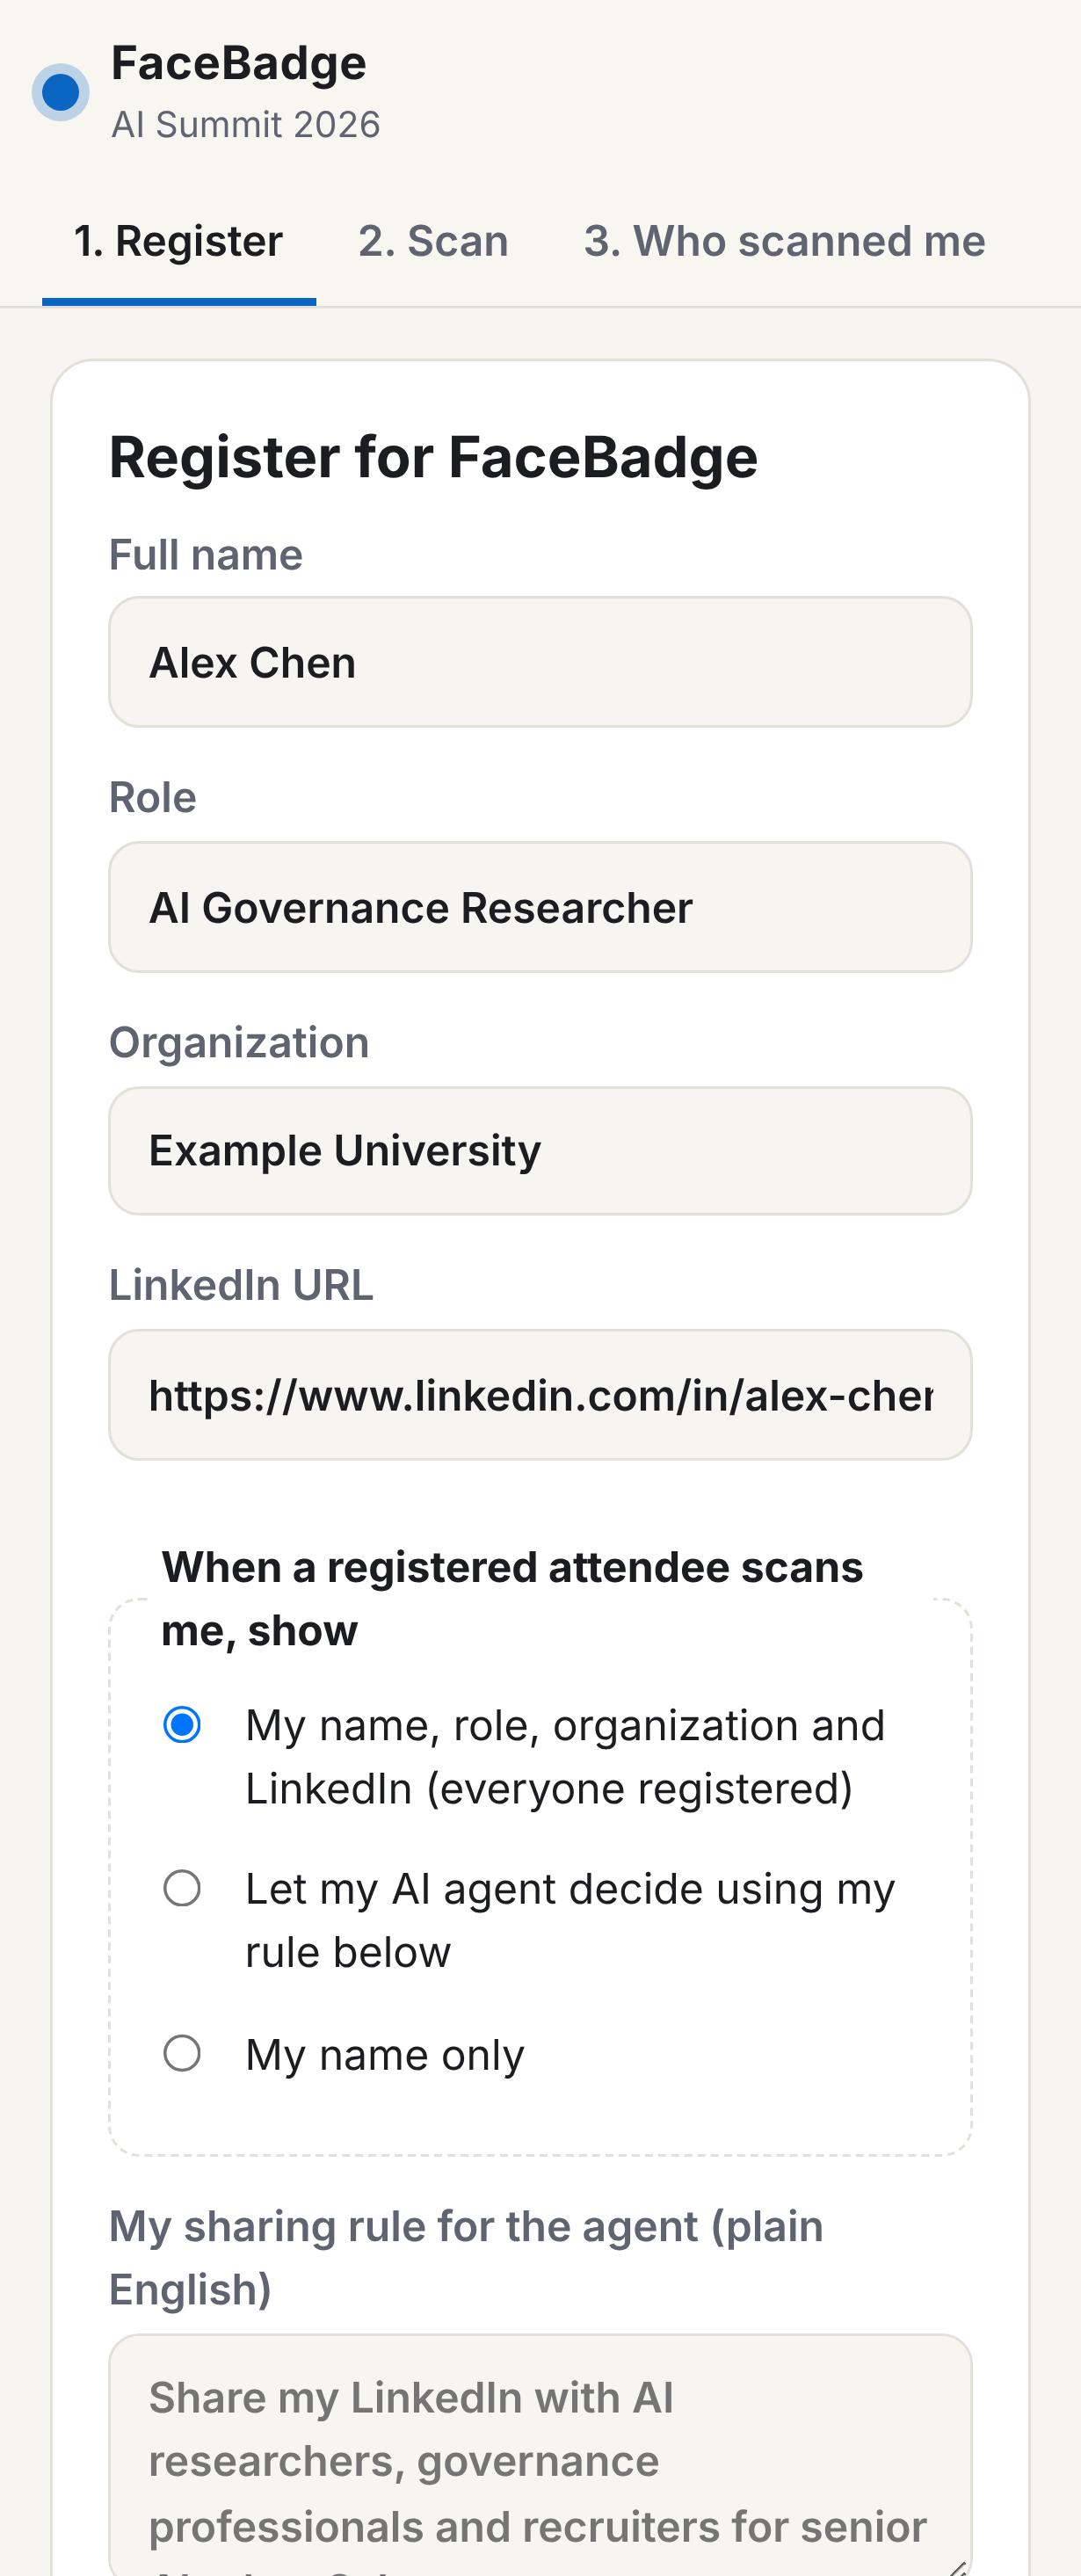 FaceBadge
AI Summit 2026
1. Register
2. Scan
3. Who scanned me
Register for FaceBadge
Full name
Alex Chen
Role
AI Governance Researcher
Organization
Example University
LinkedIn URL
https://www.linkedin.com/in/alex-cher
When a registered attendee scans
me, show
My name, role, organization and
LinkedIn (everyone registered)
Let my AI agent decide using my
rule below
My name only
My sharing rule for the agent (plain
English)
Share my LinkedIn with AI
researchers, governance
professionals and recruiters for senior